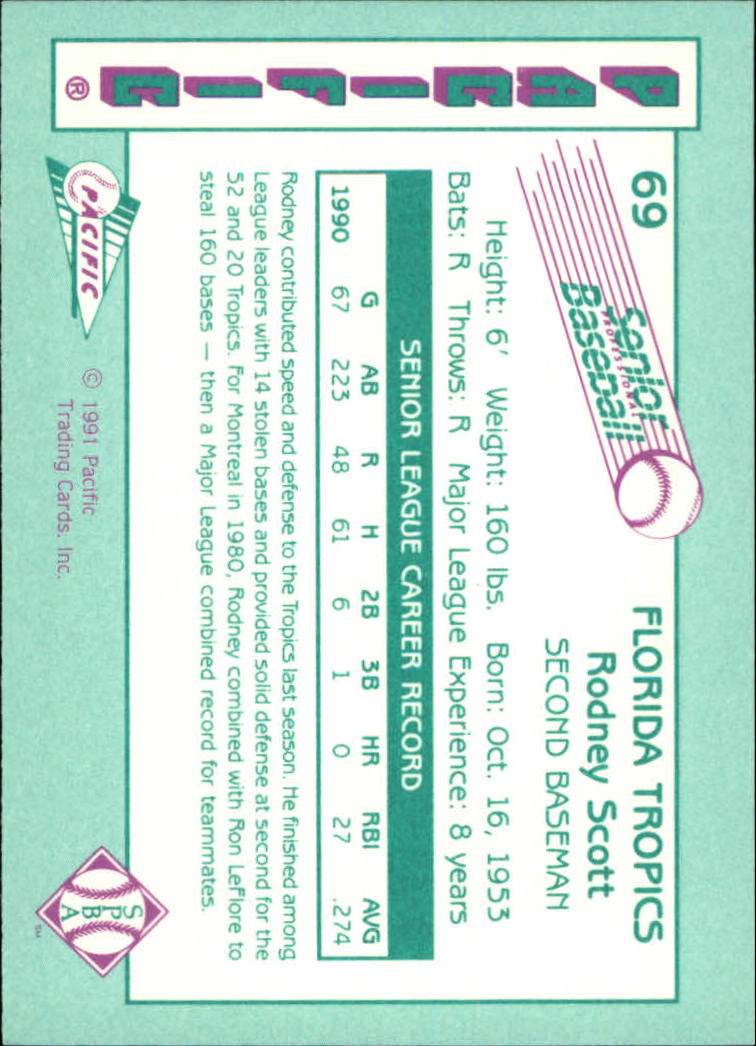 PACIFIC®
69
Senior
PROFESSIONAL
Baseball
FLORIDA TROPICS
Rodney Scott
SECOND BASEMAN
Height: 6′ Weight: 160 lbs. Born: Oct. 16, 1953
Bats: R Throws: R Major League Experience: 8 years
SENIOR LEAGUE CAREER RECORD
G AB R H 2B 3B HR RBI AVG
1990 67 223 48 61 6 1 0 27 .274
Rodney contributed speed and defense to the Tropics last season. He finished among
League leaders with 14 stolen bases and provided solid defense at second for the
52 and 20 Tropics. For Montreal in 1980, Rodney combined with Ron Leflore to
steal 160 bases — then a Major League combined record for teammates.
PACIFIC
© 1991 Pacific
Trading Cards, Inc.
SPBA
TM